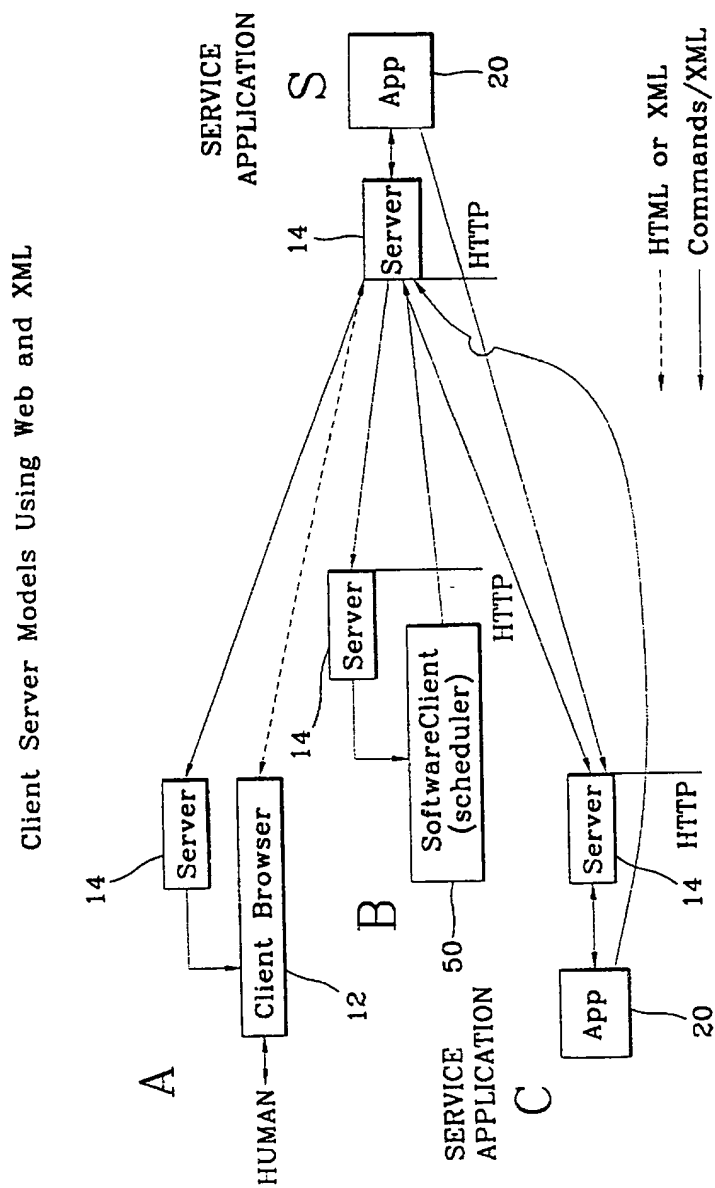 Client Server Models Using Web and XML
A
HUMAN
14
Server
Client Browser
12
B
14
Server
HTTP
SoftwareClient
(scheduler)
50
SERVICE
APPLICATION
C
App
20
Server
14
HTTP
SERVICE
APPLICATION
S
14
Server
HTTP
App
20
HTML or XML
Commands/XML